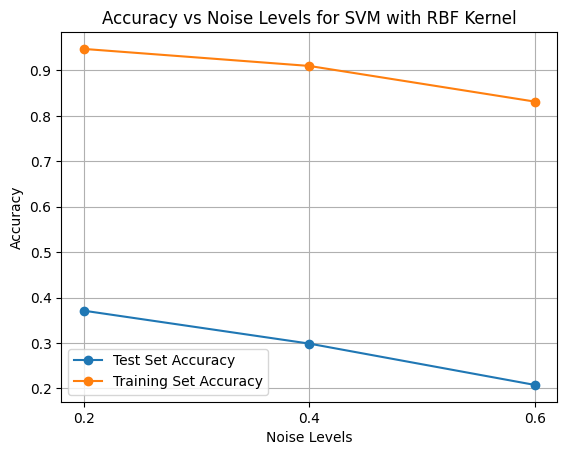 Accuracy vs Noise Levels for SVM with RBF Kernel
Accuracy
0.9
0.8
0.7
0.6
0.5
0.4
0.3
0.2
Test Set Accuracy
Training Set Accuracy
0.2
0.4
0.6
Noise Levels